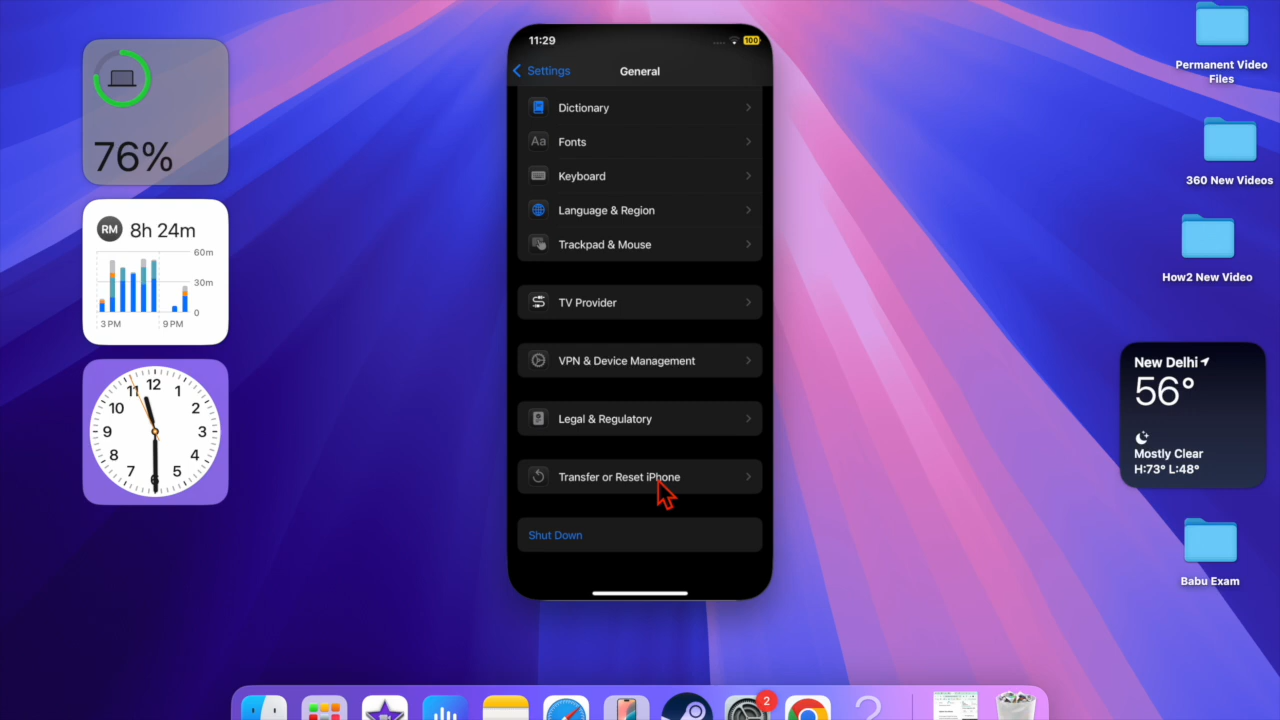 76%
RM 8h 24m
60m
30m
0
3 PM 9 PM
12
1
2
3
4
5
6
7
8
9
10
11
11:29
100
Settings
General
Dictionary
Aa Fonts
Keyboard
Language & Region
Trackpad & Mouse
TV Provider
VPN & Device Management
Legal & Regulatory
Transfer or Reset iPhone
Shut Down
Permanent Video
Files
360 New Videos
How2 New Video
New Delhi
56°
Mostly Clear
H:73° L:48°
Babu Exam
2